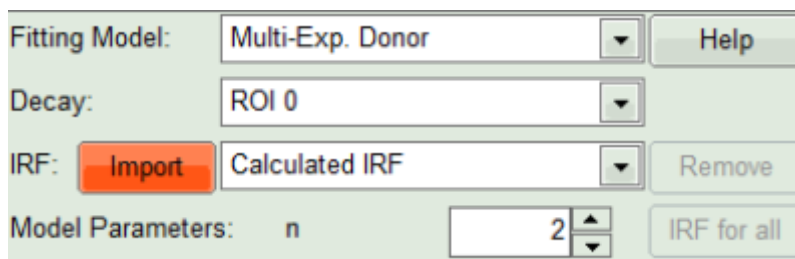 Fitting Model: Multi-Exp. Donor Help
Decay: ROI 0
IRF: Import Calculated IRF Remove
Model Parameters: n 2 IRF for all